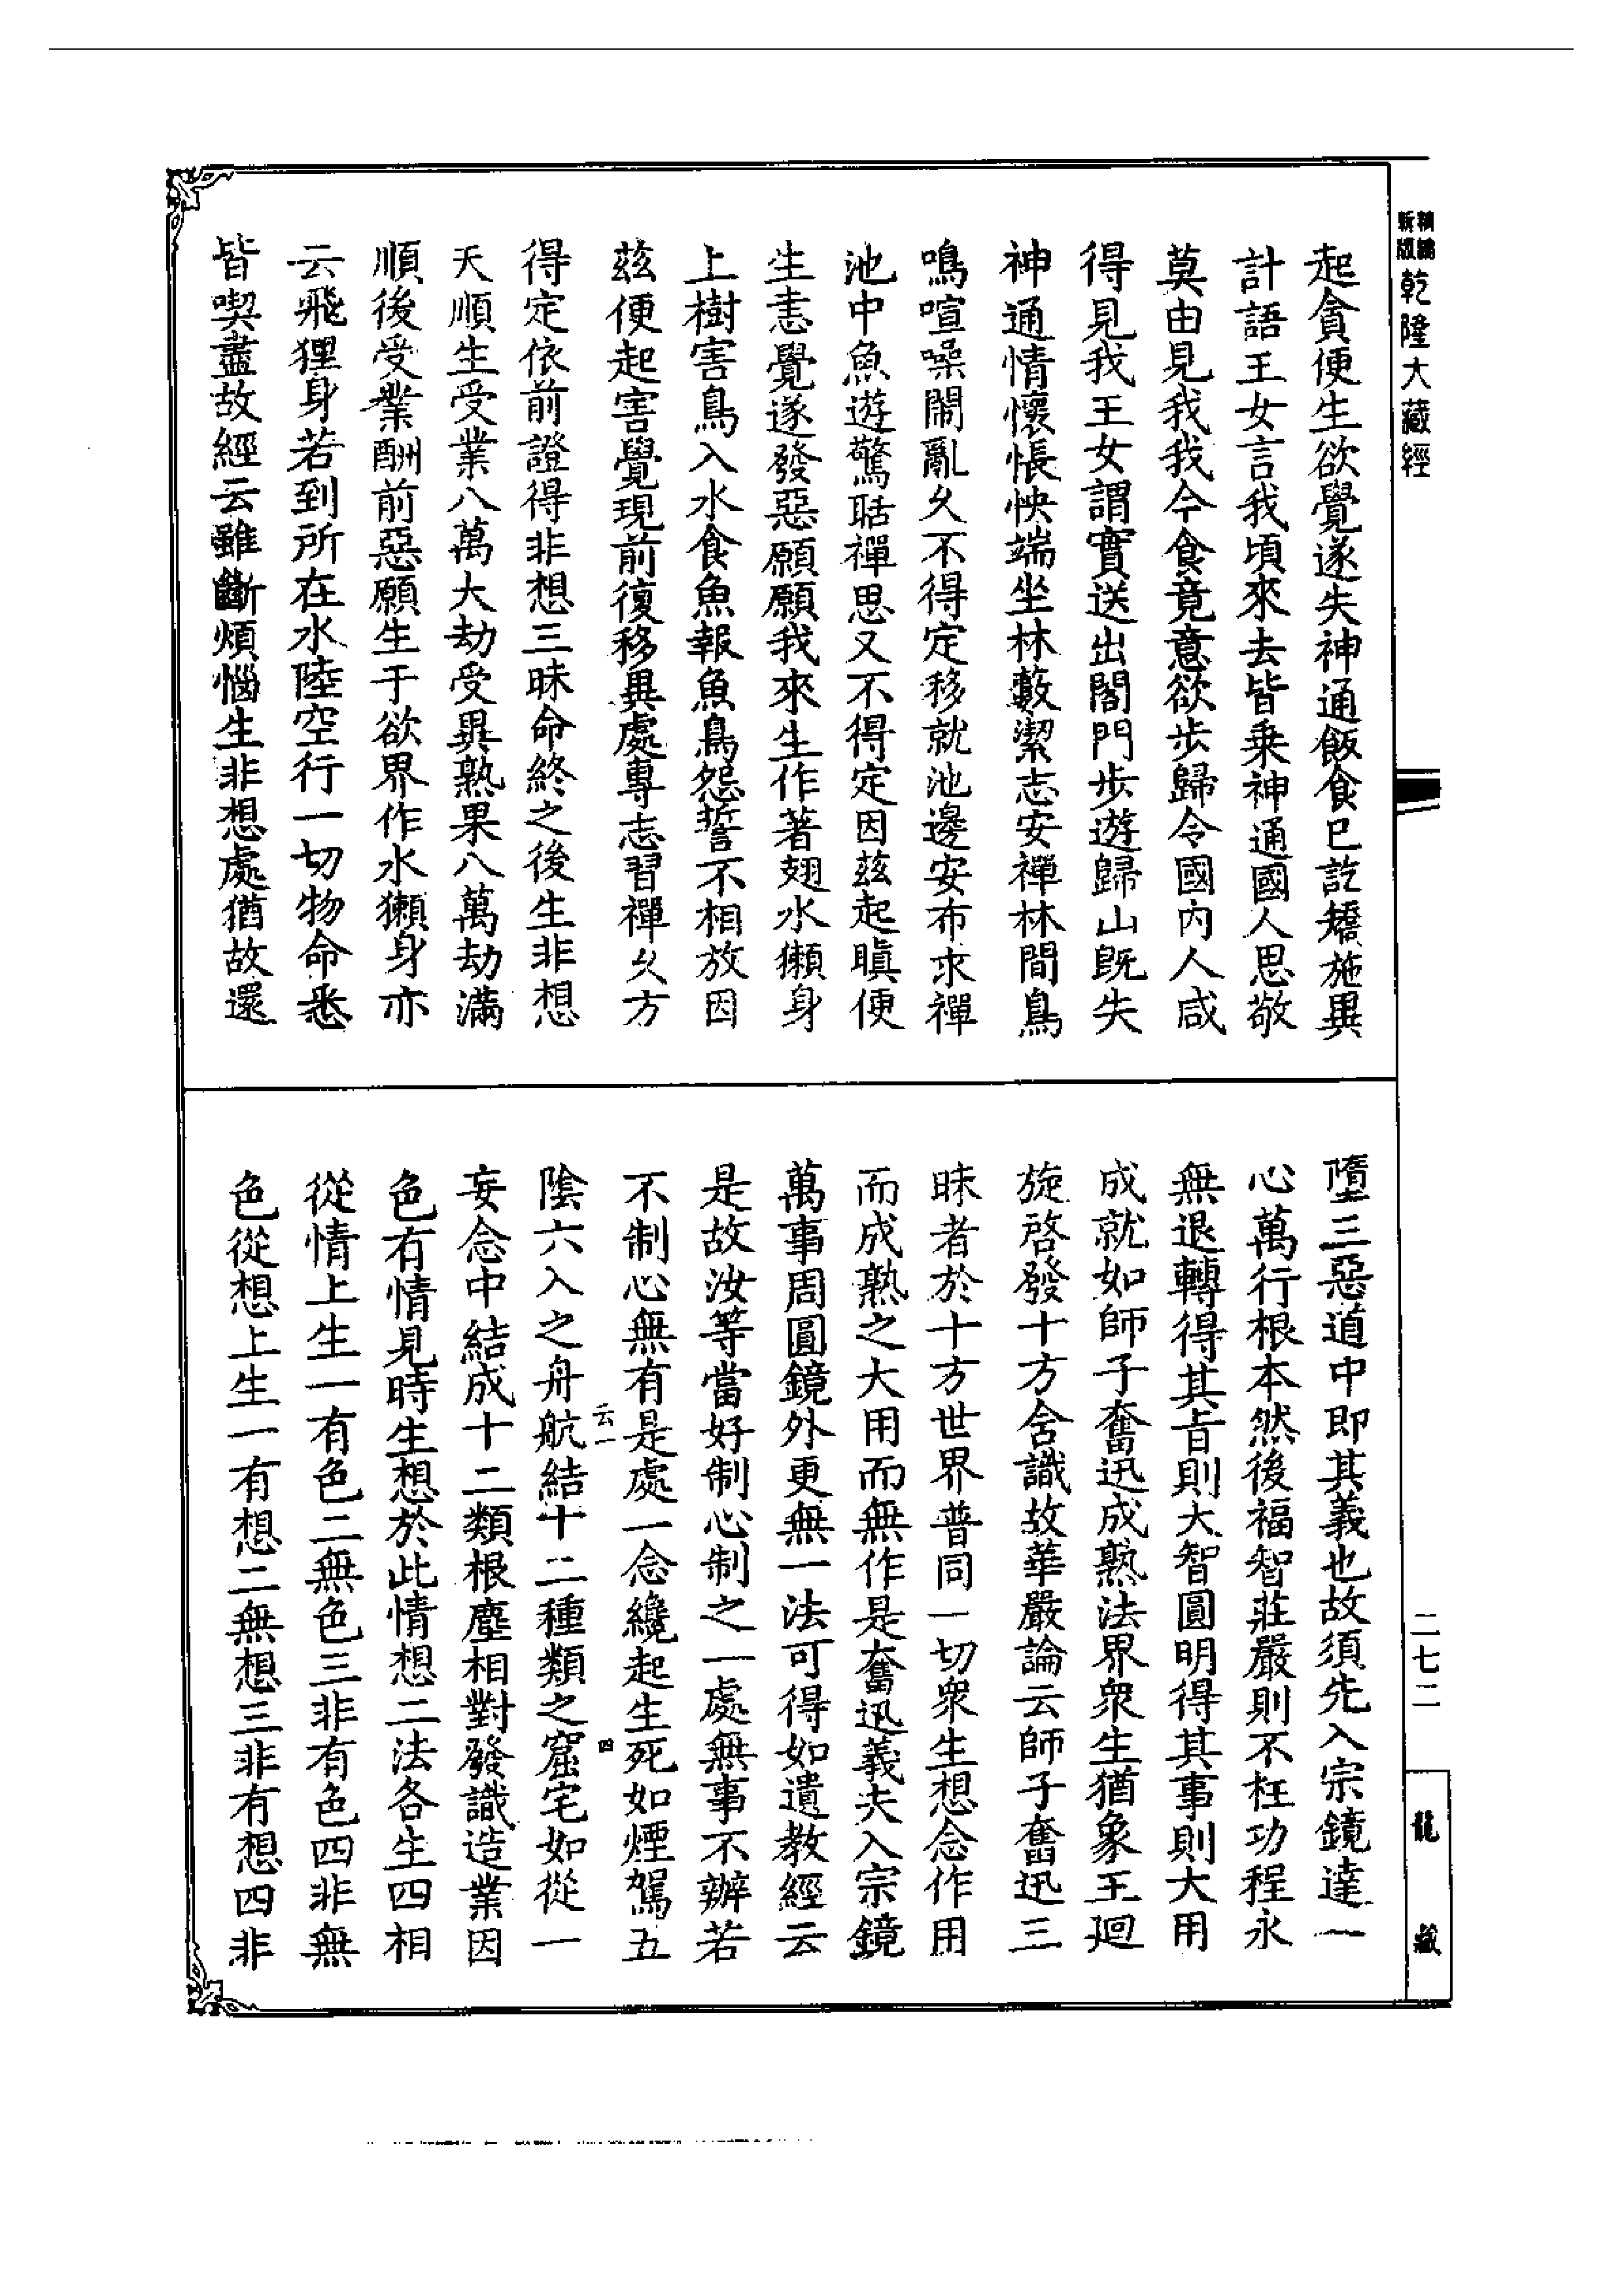 新版精編乾隆大藏經
起貪便生欲覺遂失神通飯食已訖矯施異
計語王女言我頃來去皆乘神通國人思敬
莫由見我我今食竟意欲步歸令國內人咸
得見我王女謂實送出閣門步遊歸山既失
神通情懷悵怏端坐林藪潔志安禪林間鳥
鳴喧噪鬧亂久不得定移就池邊安布求禪
池中魚遊驚聒禪思又不得定因茲起瞋便
生恚覺遂發惡願願我來生作著翅水獺身
上樹害鳥入水食魚報魚鳥怨誓不相放因
茲便起害覺現前復移異處專志習禪久方
得定依前證得非想三昧命終之後生非想
天順生受業八萬大劫受異熟果八萬劫滿
順後受業酬前惡願生于欲界作水獺身亦
云飛狸身若到所在水陸空行一切物命悉
皆喫盡故經云雖斷煩惱生非想處猶故還
墮三惡道中即其義也故須先入宗鏡達一
心萬行根本然後福智莊嚴則不枉功程永
無退轉得其旨則大智圓明得其事則大用
成就如師子奮迅成熟法界眾生猶象王迴
旋啓發十方含識故華嚴論云師子奮迅三
昧者於十方世界普同一切眾生想念作用
而成熟之大用而無作是奮迅義夫入宗鏡
萬事周圓鏡外更無一法可得如遺教經云
是故汝等當好制心制之一處無事不辦若
不制心無有是處一念纔起生死如煙駕五
云一
四
陰六入之舟航結十二種類之窟宅如從一
妄念中結成十二類根塵相對發識造業因
色有情見時生想於此情想二法各生四相
從情上生一有色二無色三非有色四非無
色從想上生一有想二無想三非有想四非
二七二
龍藏